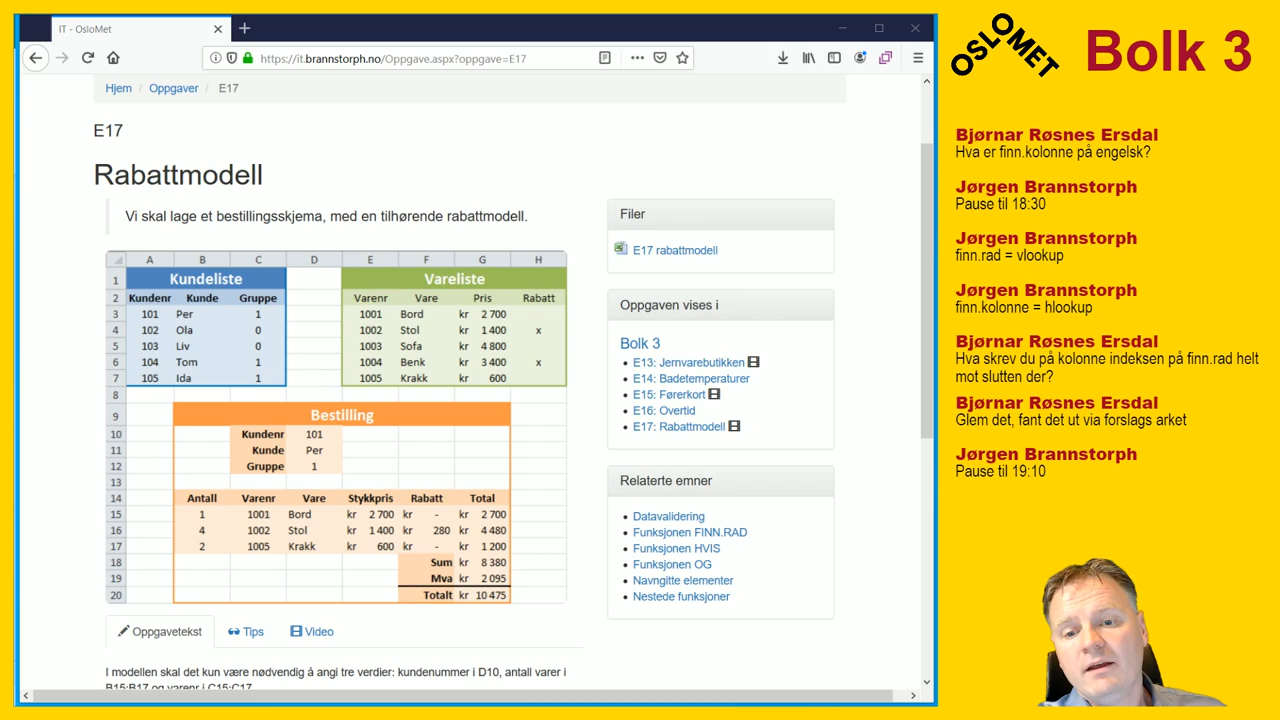 IT - OsloMet
https://it.brannstorph.no/Oppgave.aspx?oppgave=E17
Hjem / Oppgaver / E17
E17
Rabattmodell
Vi skal lage et bestillingsskjema, med en tilhørende rabattmodell.
A B C D E F G H
1 Kundeliste Vareliste
2 Kundenr Kunde Gruppe Varenr Vare Pris Rabatt
3 101 Per 1 1001 Bord kr 2 700
4 102 Ola 0 1002 Stol kr 1 400 x
5 103 Liv 0 1003 Sofa kr 4 800
6 104 Tom 1 1004 Benk kr 3 400 x
7 105 Ida 1 1005 Krakk kr 600
8
9 Bestilling
10 Kundenr 101
11 Kunde Per
12 Gruppe 1
13
14 Antall Varenr Vare Stykkpris Rabatt Total
15 1 1001 Bord kr 2 700 kr - kr 2 700
16 4 1002 Stol kr 1 400 kr 280 kr 4 480
17 2 1005 Krakk kr 600 kr - kr 1 200
18 Sum kr 8 380
19 Mva kr 2 095
20 Totalt kr 10 475
Oppgavetekst Tips Video
I modellen skal det kun være nødvendig å angi tre verdier: kundenummer i D10, antall varer i
B15:B17 og varenr i C15:C17
Filer
E17 rabattmodell
Oppgaven vises i
Bolk 3
• E13: Jernvarebutikken
• E14: Badetemperaturer
• E15: Førerkort
• E16: Overtid
• E17: Rabattmodell
Relaterte emner
• Datavalidering
• Funksjonen FINN.RAD
• Funksjonen HVIS
• Funksjonen OG
• Navngitte elementer
• Nestede funksjoner
OSLOMET
Bolk 3
Bjørnar Røsnes Ersdal
Hva er finn.kolonne på engelsk?
Jørgen Brannstorph
Pause til 18:30
Jørgen Brannstorph
finn.rad = vlookup
Jørgen Brannstorph
finn.kolonne = hlookup
Bjørnar Røsnes Ersdal
Hva skrev du på kolonne indeksen på finn.rad helt
mot slutten der?
Bjørnar Røsnes Ersdal
Glem det, fant det ut via forslags arket
Jørgen Brannstorph
Pause til 19:10